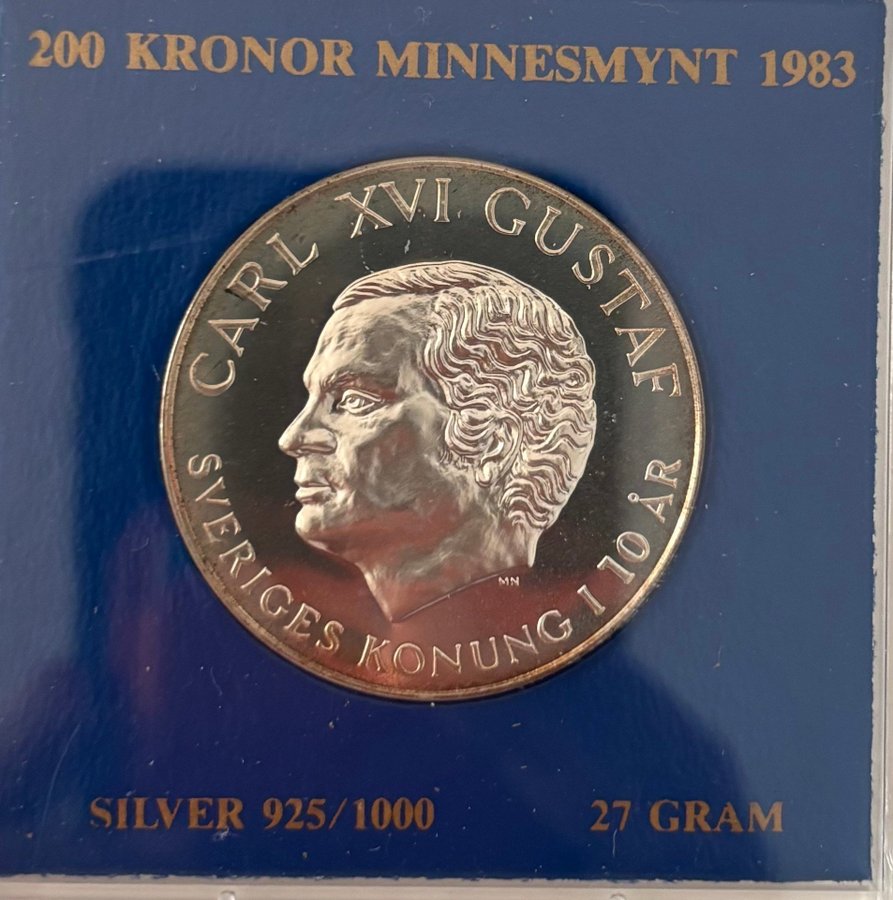 200 KRONOR MINNESMYNT 1983
CARL XVI GUSTAF
SVERIGES KONUNG I 10 ÅR
MN
SILVER 925/1000 27 GRAM